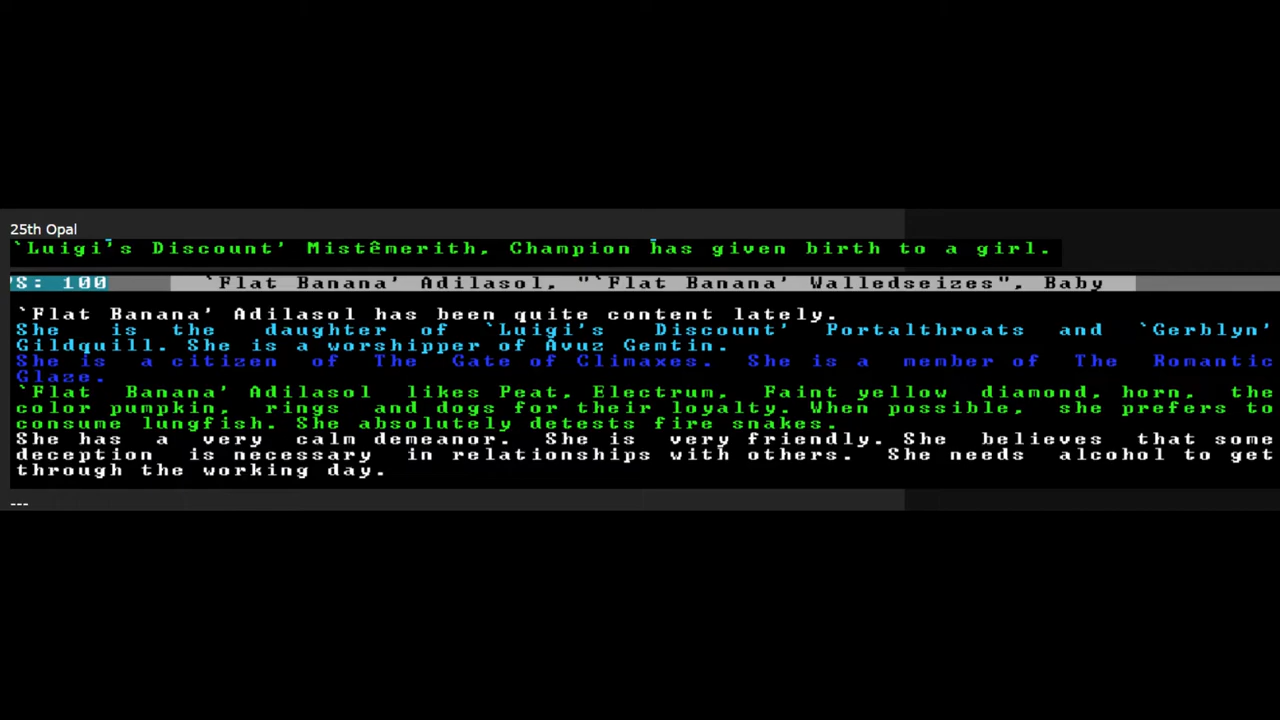 25th Opal
`Luigi's Discount' Mistêmerith, Champion has given birth to a girl.
VS: 100 `Flat Banana' Adilasol, "`Flat Banana' Walledseizes", Baby
`Flat Banana' Adilasol has been quite content lately.
She is the daughter of `Luigi's Discount' Portalthroats and `Gerblyn'
Gildquill. She is a worshipper of Avuz Gemtin.
She is a citizen of The Gate of Climaxes. She is a member of The Romantic
Glaze.
`Flat Banana' Adilasol likes Peat, Electrum, Faint yellow diamond, horn, the
color pumpkin, rings and dogs for their loyalty. When possible, she prefers to
consume lungfish. She absolutely detests fire snakes.
She has a very calm demeanor. She is very friendly. She believes that some
deception is necessary in relationships with others. She needs alcohol to get
through the working day.
---